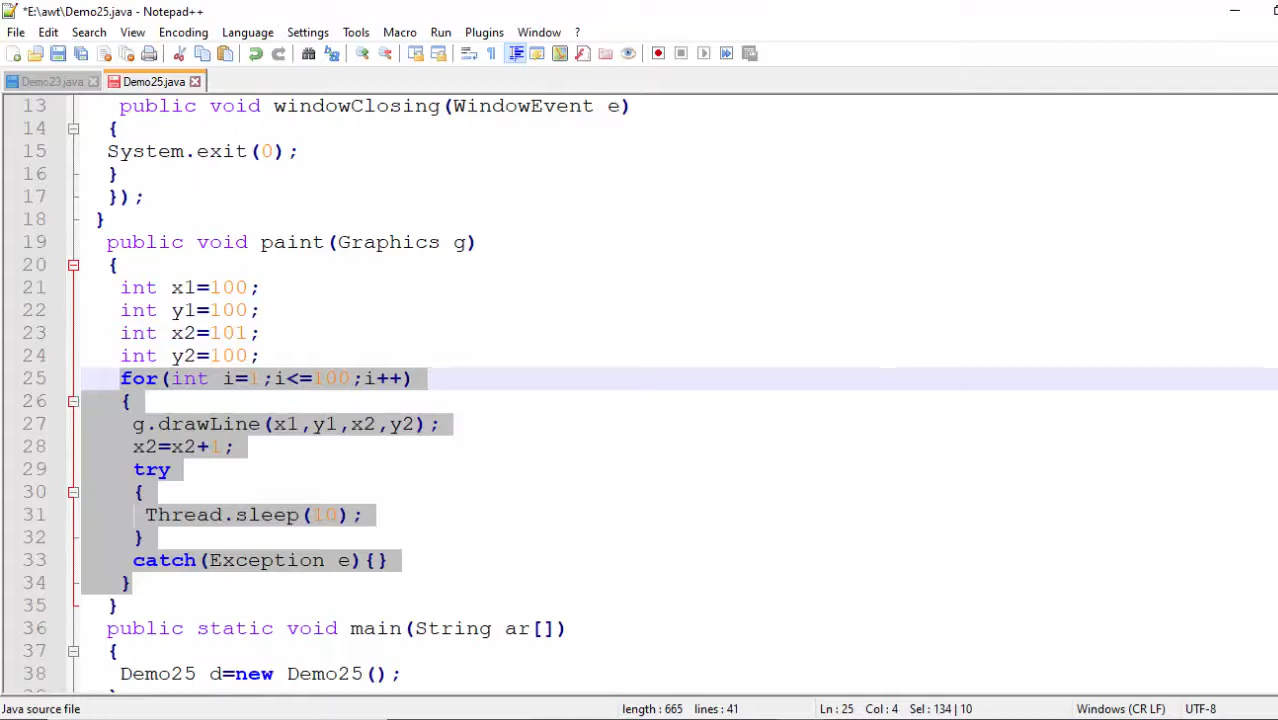 *E:\awt\Demo25.java - Notepad++
File Edit Search View Encoding Language Settings Tools Macro Run Plugins Window ?
Demo23.java Demo25.java
13 public void windowClosing(WindowEvent e)
14 {
15 System.exit(0);
16 }
17 });
18 }
19 public void paint(Graphics g)
20 {
21 int x1=100;
22 int y1=100;
23 int x2=101;
24 int y2=100;
25 for(int i=1;i<=100;i++)
26 {
27 g.drawLine(x1,y1,x2,y2);
28 x2=x2+1;
29 try
30 {
31 Thread.sleep(10);
32 }
33 catch(Exception e){}
34 }
35 }
36 public static void main(String ar[])
37 {
38 Demo25 d=new Demo25();
Java source file length : 665 lines : 41 Ln : 25 Col : 4 Sel : 134 | 10 Windows (CR LF) UTF-8